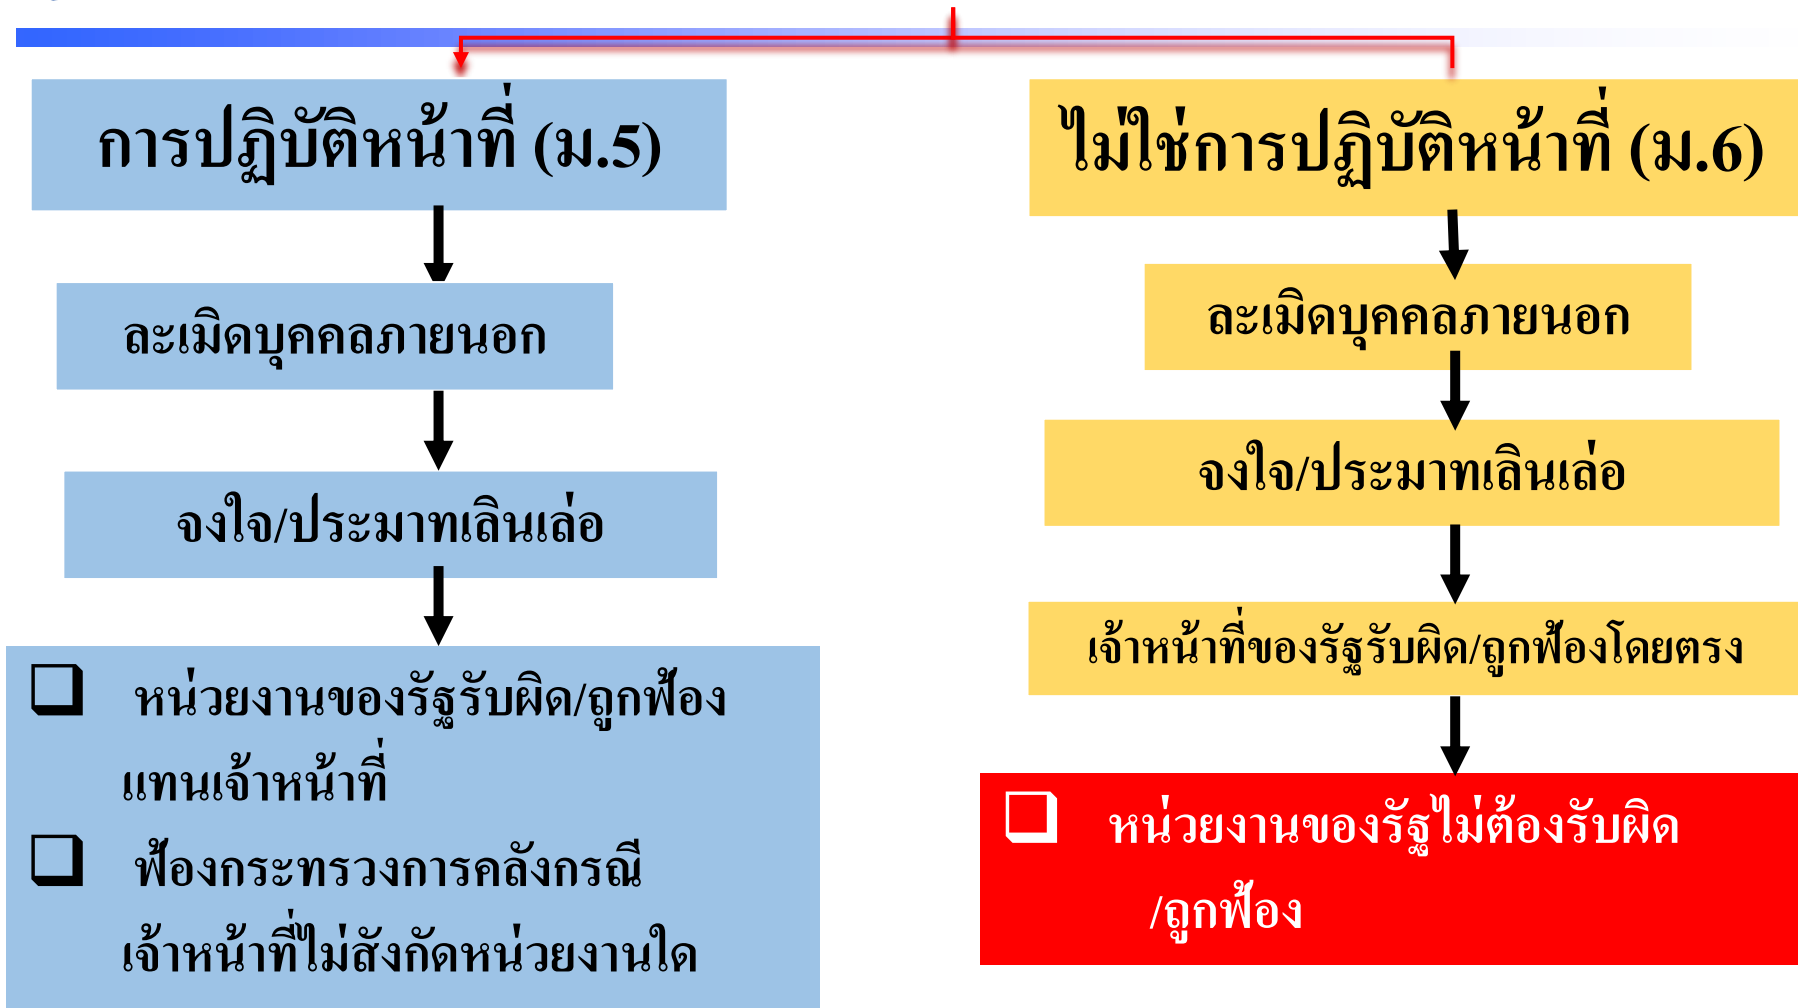 การปฏิบัติหน้าที่ (ม.5)
ละเมิดบุคคลภายนอก
จงใจ/ประมาทเลินเล่อ
หน่วยงานของรัฐรับผิด/ถูกฟ้อง
แทนเจ้าหน้าที่
ฟ้องกระทรวงการคลังกรณี
เจ้าหน้าที่ไม่สังกัดหน่วยงานใด
ไม่ใช่การปฏิบัติหน้าที่ (ม.6)
ละเมิดบุคคลภายนอก
จงใจ/ประมาทเลินเล่อ
เจ้าหน้าที่ของรัฐรับผิด/ถูกฟ้องโดยตรง
หน่วยงานของรัฐไม่ต้องรับผิด
/ถูกฟ้อง